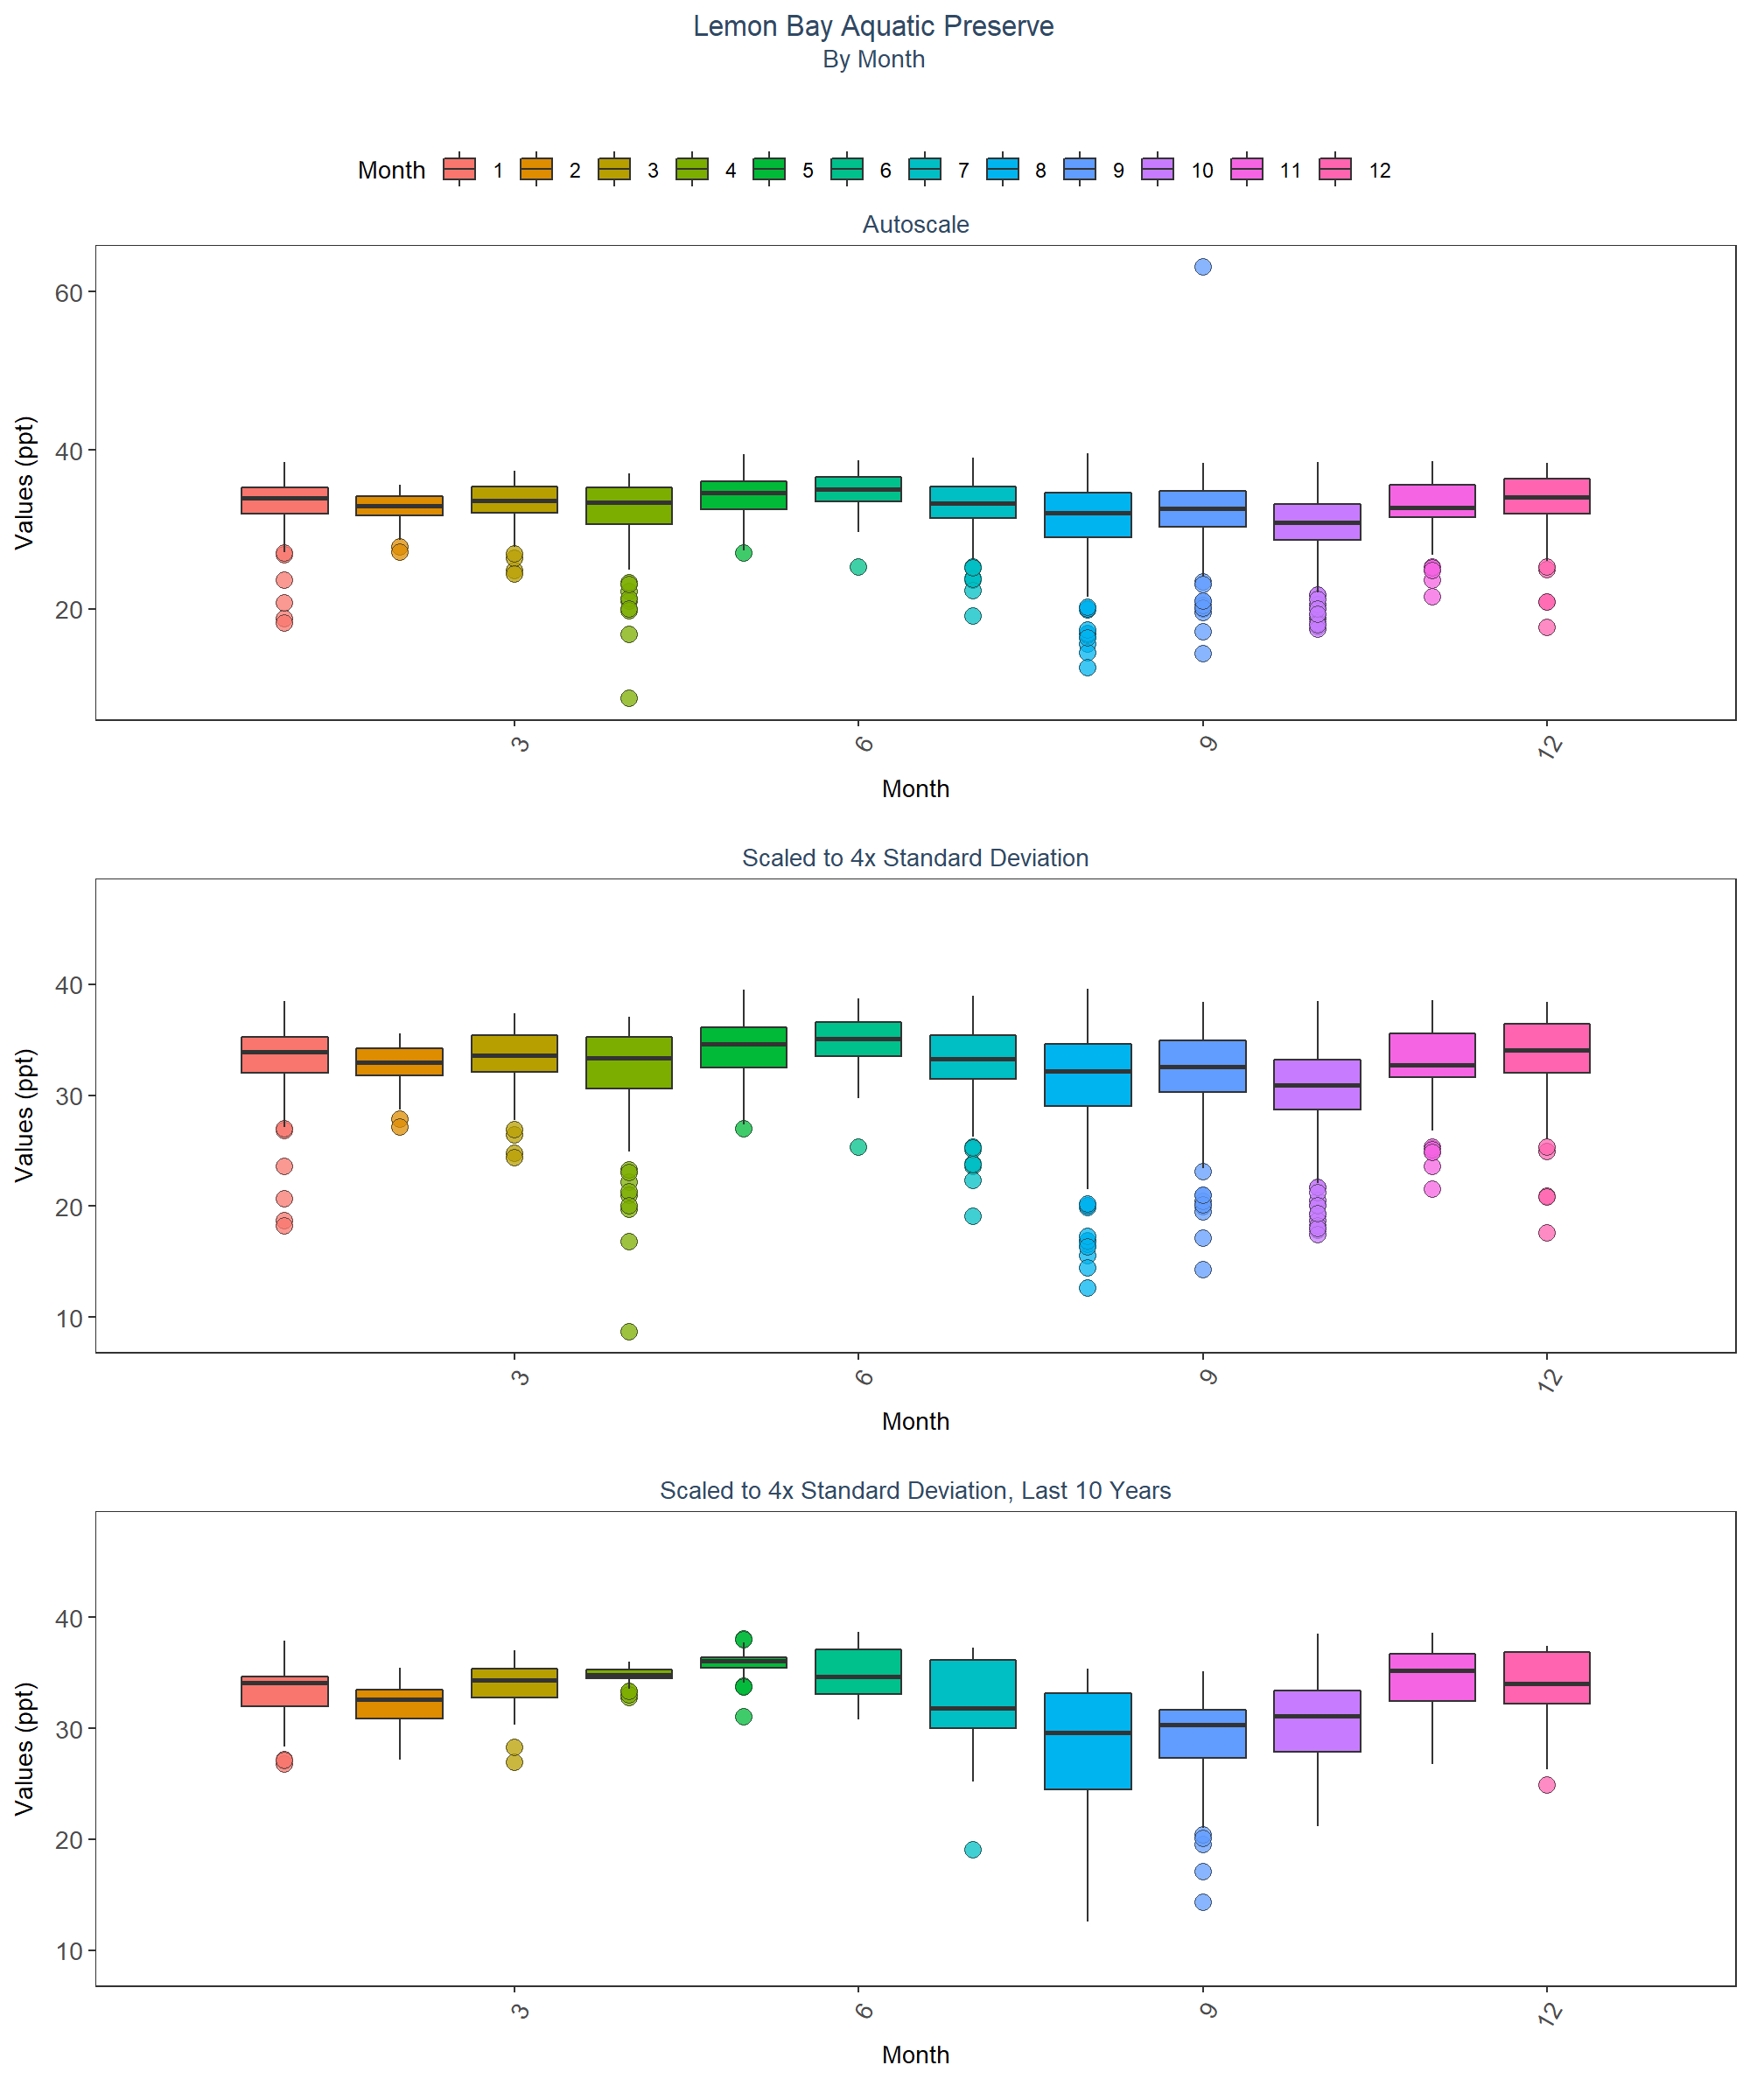 Lemon Bay Aquatic Preserve
By Month
Month 1 2 3 4 5 6 7 8 9 10 11 12
Autoscale
Values (ppt)
60
40
20
3 6 9 12
Month
Scaled to 4x Standard Deviation
Values (ppt)
40
30
20
10
3 6 9 12
Month
Scaled to 4x Standard Deviation, Last 10 Years
Values (ppt)
40
30
20
10
3 6 9 12
Month